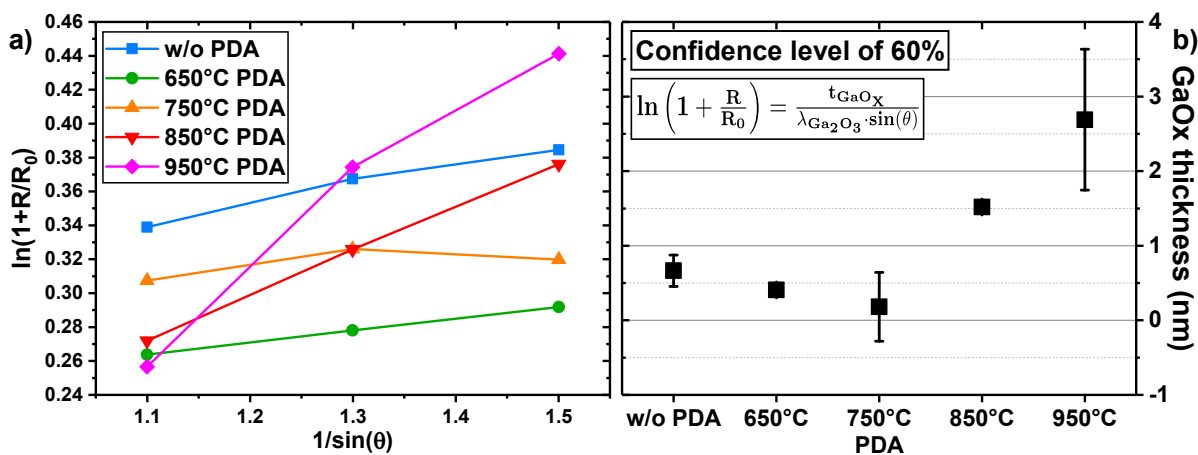 a)
ln(1+R/R₀)
0.46
0.44
0.42
0.40
0.38
0.36
0.34
0.32
0.30
0.28
0.26
0.24
w/o PDA
650°C PDA
750°C PDA
850°C PDA
950°C PDA
1.1 1.2 1.3 1.4 1.5
1/sin(θ)
b)
Confidence level of 60%
ln(1 + R/R₀) = t_GaOX / λ_Ga₂O₃·sin(θ)
4
3
2
1
0
-1
GaOx thickness (nm)
w/o PDA 650°C 750°C 850°C 950°C
PDA